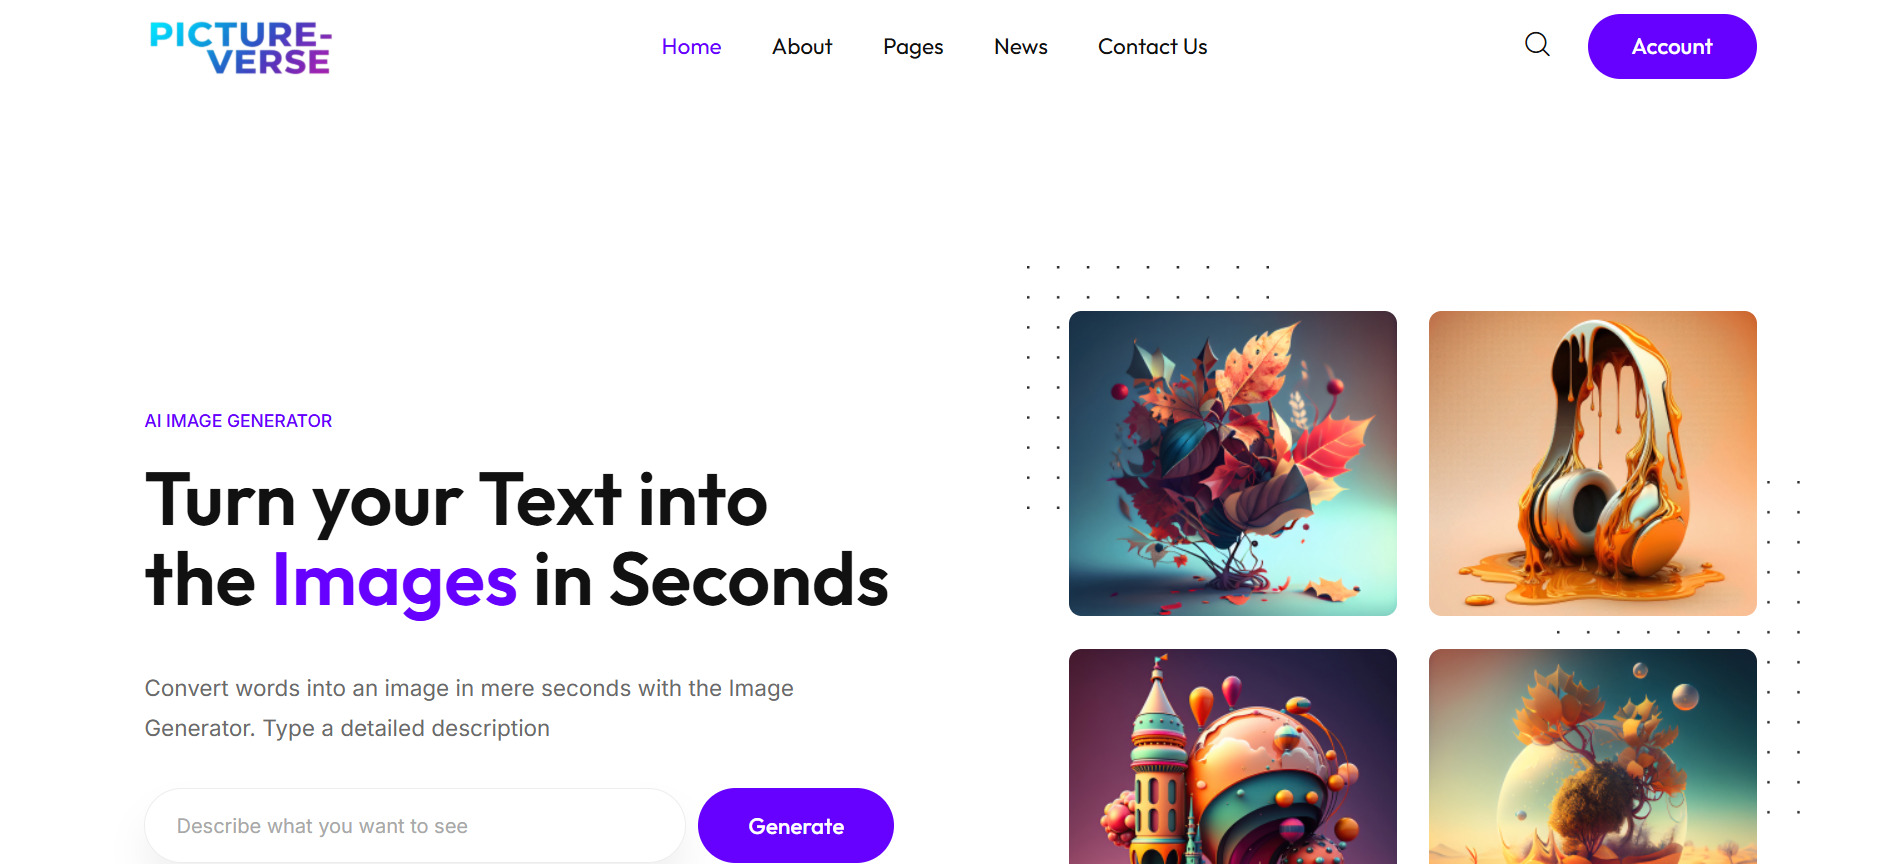 PICTURE-
VERSE
Home About Pages News Contact Us
Account
AI IMAGE GENERATOR
Turn your Text into
the Images in Seconds
Convert words into an image in mere seconds with the Image
Generator. Type a detailed description
Describe what you want to see
Generate